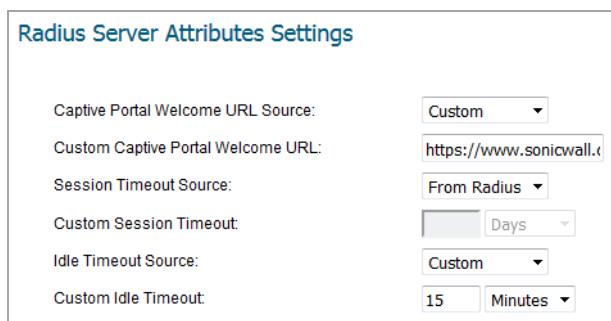 Radius Server Attributes Settings
Captive Portal Welcome URL Source: Custom
Custom Captive Portal Welcome URL: https://www.sonicwall.c
Session Timeout Source: From Radius
Custom Session Timeout: Days
Idle Timeout Source: Custom
Custom Idle Timeout: 15 Minutes